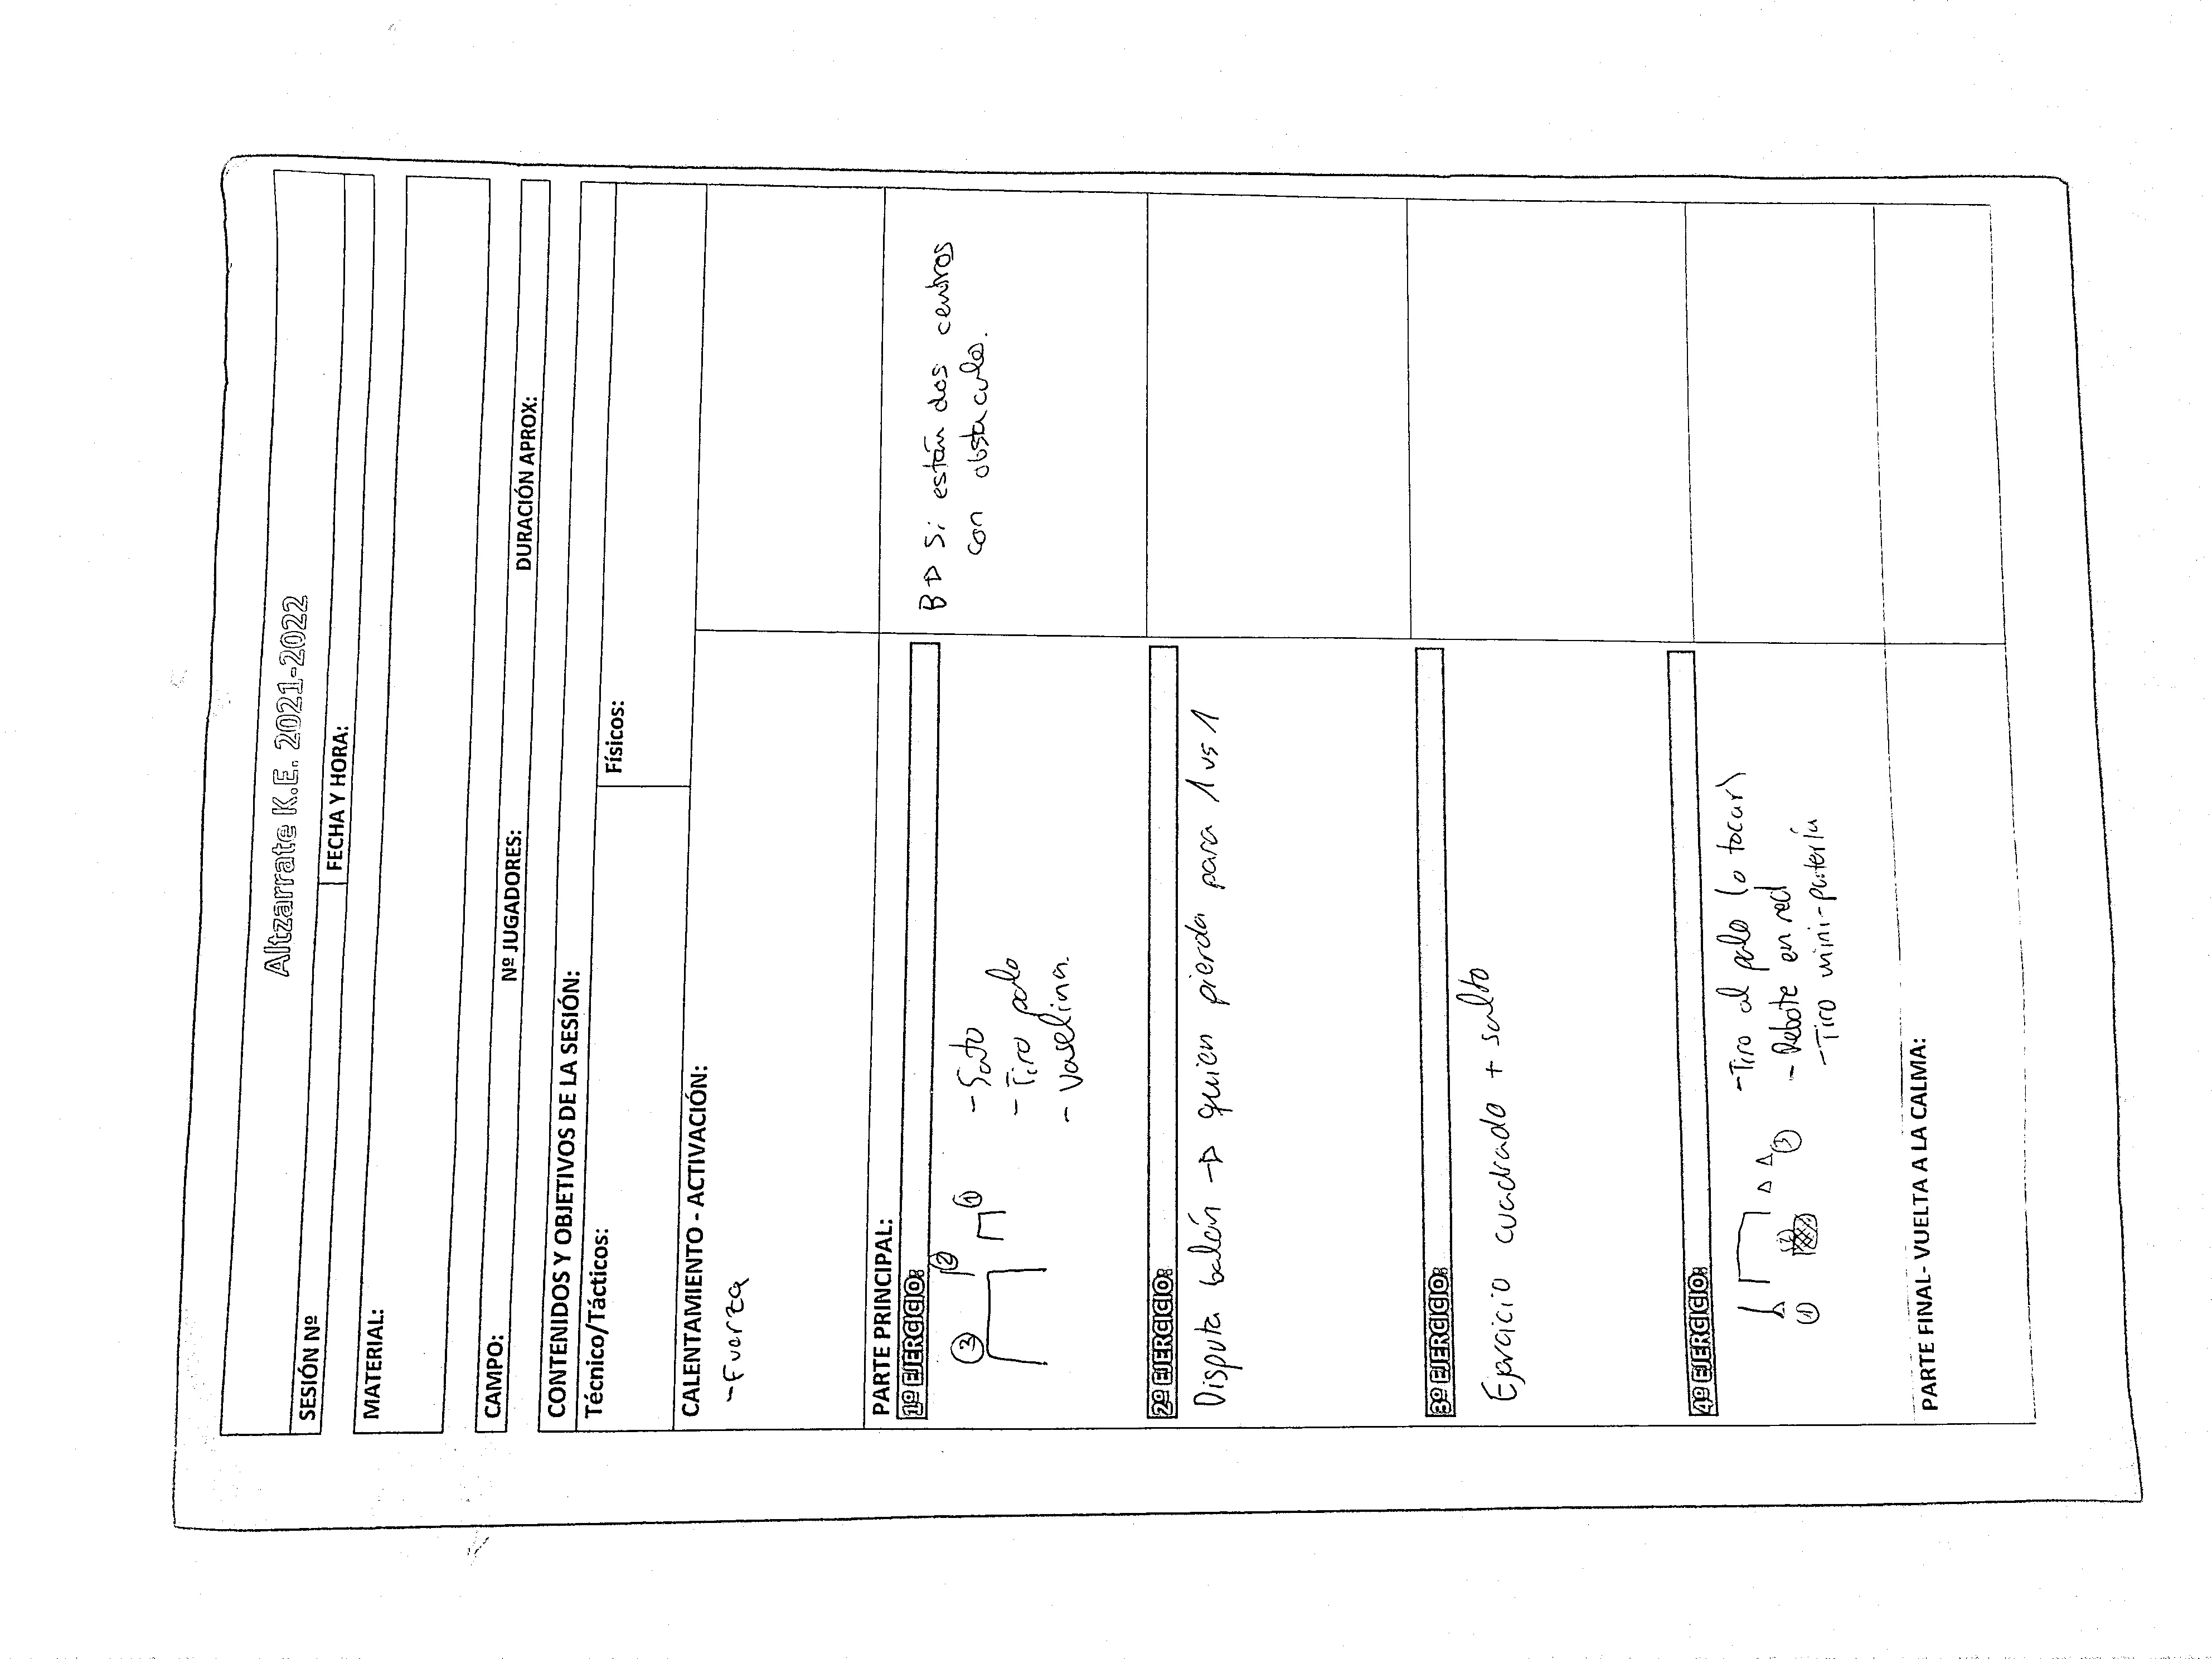 Altzarrate K.E. 2021-2022
SESIÓN Nº
FECHA Y HORA:
MATERIAL:
CAMPO:
Nº JUGADORES:
DURACIÓN APROX:
CONTENIDOS Y OBJETIVOS DE LA SESIÓN:
Técnico/Tácticos:
Físicos:
CALENTAMIENTO - ACTIVACIÓN:
-Fuerza
PARTE PRINCIPAL:
1º EJERCICIO:
③ ② ①
- Sato
- Tiro palo
- Vaselina.
B → Si están dos centros
con obstaculo.
2º EJERCICIO:
Disputa balón → quien pierda para 1 vs 1
3º EJERCICIO:
Ejercicio cuadrado + salto
4º EJERCICIO:
① ② ③
-Tiro al palo (o tocar)
- Rebote en red
-Tiro mini-portería
PARTE FINAL- VUELTA A LA CALMA: